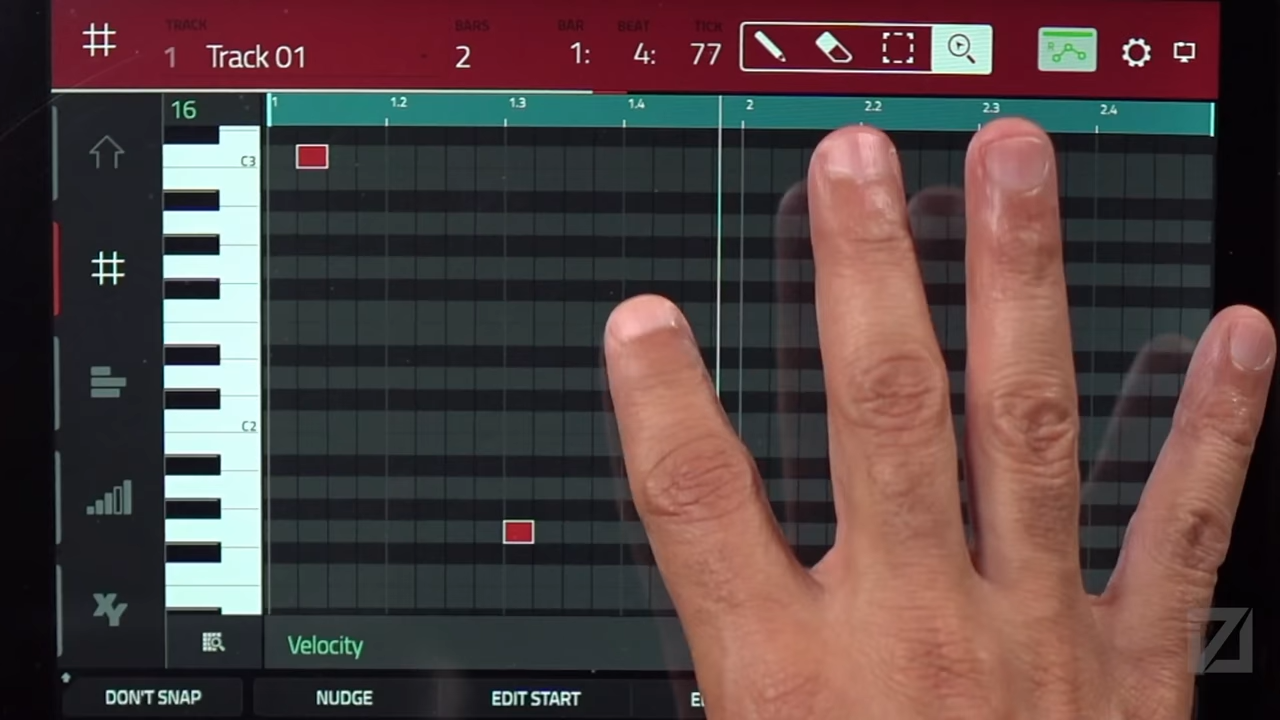 TRACK BARS BAR BEAT TICK
1 Track 01 2 1: 4: 77
16 1 1.2 1.3 1.4 2 2.2 2.3 2.4
C3
C2
XY
Velocity
DON'T SNAP NUDGE EDIT START